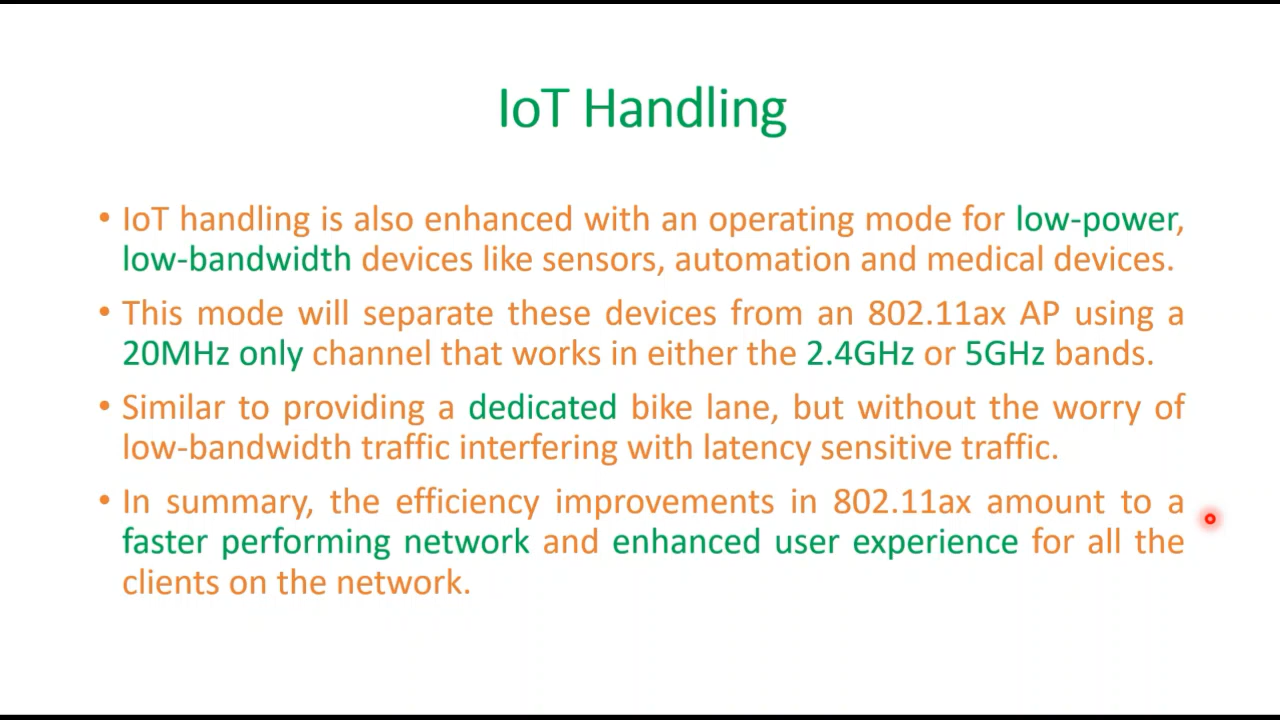 IoT Handling
• IoT handling is also enhanced with an operating mode for low-power,
low-bandwidth devices like sensors, automation and medical devices.
• This mode will separate these devices from an 802.11ax AP using a
20MHz only channel that works in either the 2.4GHz or 5GHz bands.
• Similar to providing a dedicated bike lane, but without the worry of
low-bandwidth traffic interfering with latency sensitive traffic.
• In summary, the efficiency improvements in 802.11ax amount to a
faster performing network and enhanced user experience for all the
clients on the network.